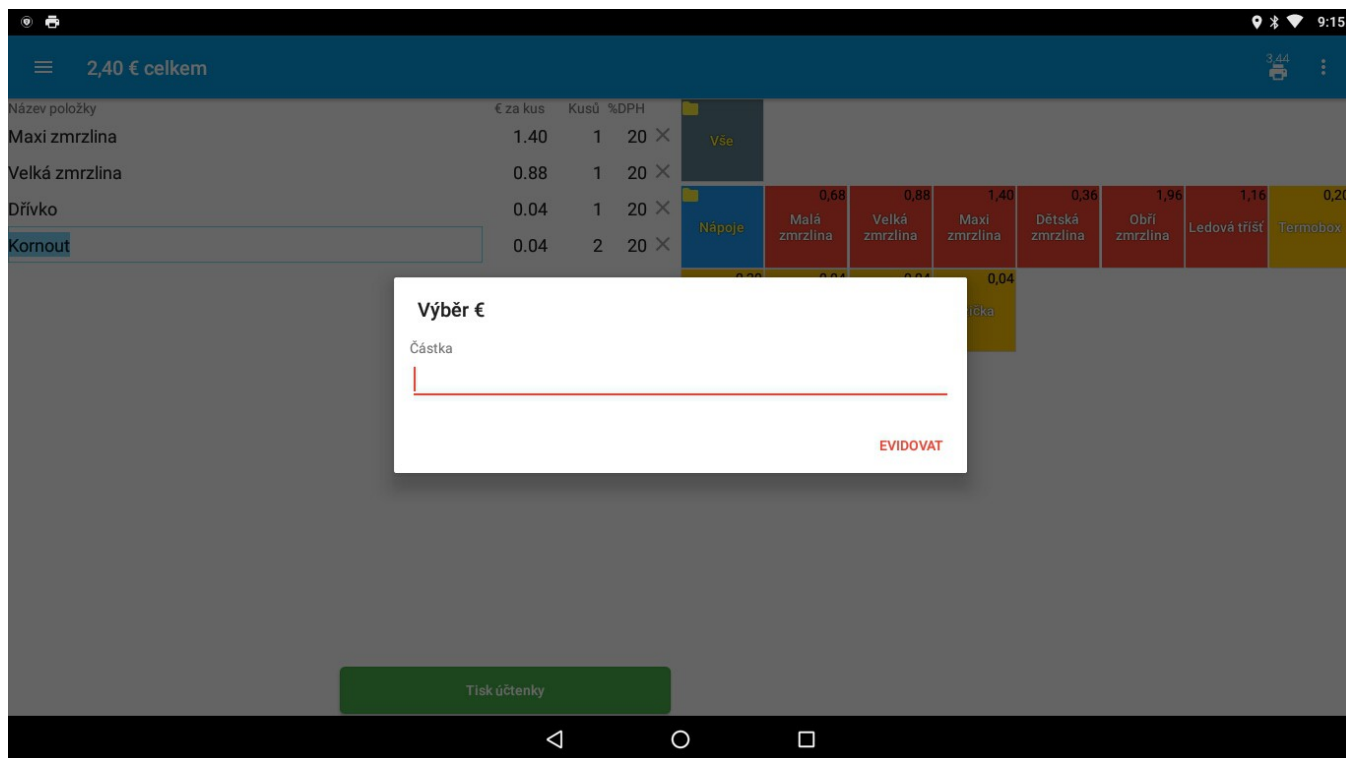 9:15
2,40 € celkem
3,44
Název položky € za kus Kusů %DPH
Maxi zmrzlina 1.40 1 20
Velká zmrzlina 0.88 1 20
Dřívko 0.04 1 20
Kornout 0.04 2 20
Vše
Nápoje
0,68
Malá
zmrzlina
0,88
Velká
zmrzlina
1,40
Maxi
zmrzlina
0,36
Dětská
zmrzlina
1,96
Obří
zmrzlina
1,16
Ledová tříšť
0,20
Termobox
0,04
Výběr €
Částka
EVIDOVAT
Tisk účtenky